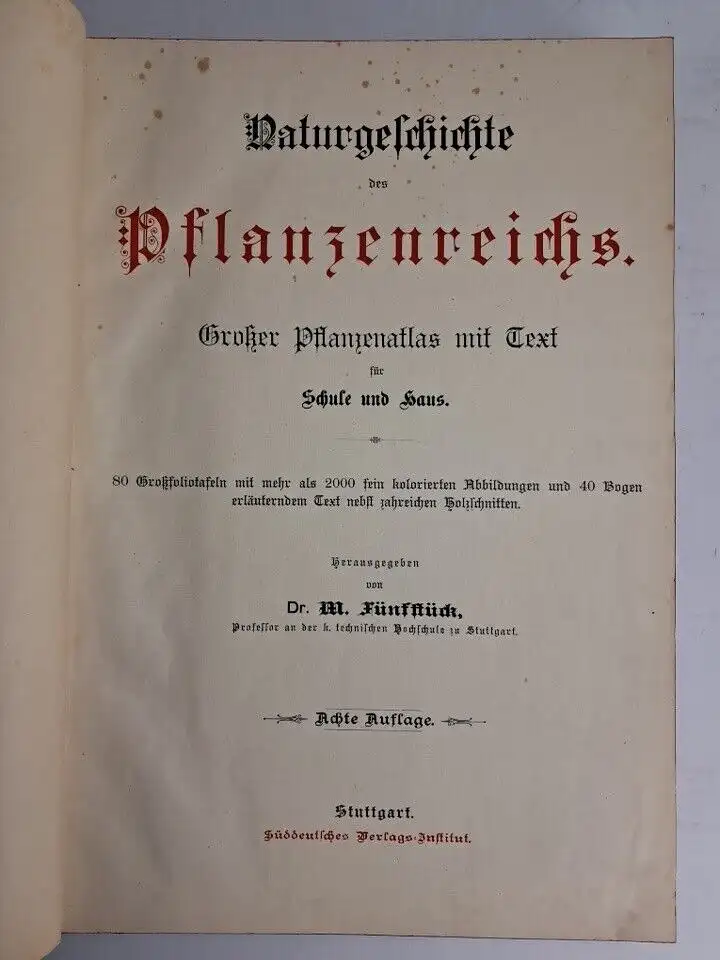 Naturgeschichte
des
Pflanzenreichs.
Großer Pflanzenatlas mit Text
für
Schule und Haus.
80 Großfoliotafeln mit mehr als 2000 fein kolorierten Abbildungen und 40 Bogen
erläuterndem Text nebst zahreichen Holzschnitten.
Herausgegeben
von
Dr. M. Fünfstück,
Professor an der k. technischen Hochschule zu Stuttgart.
Achte Auflage.
Stuttgart.
Süddeutsches Verlags-Institut.